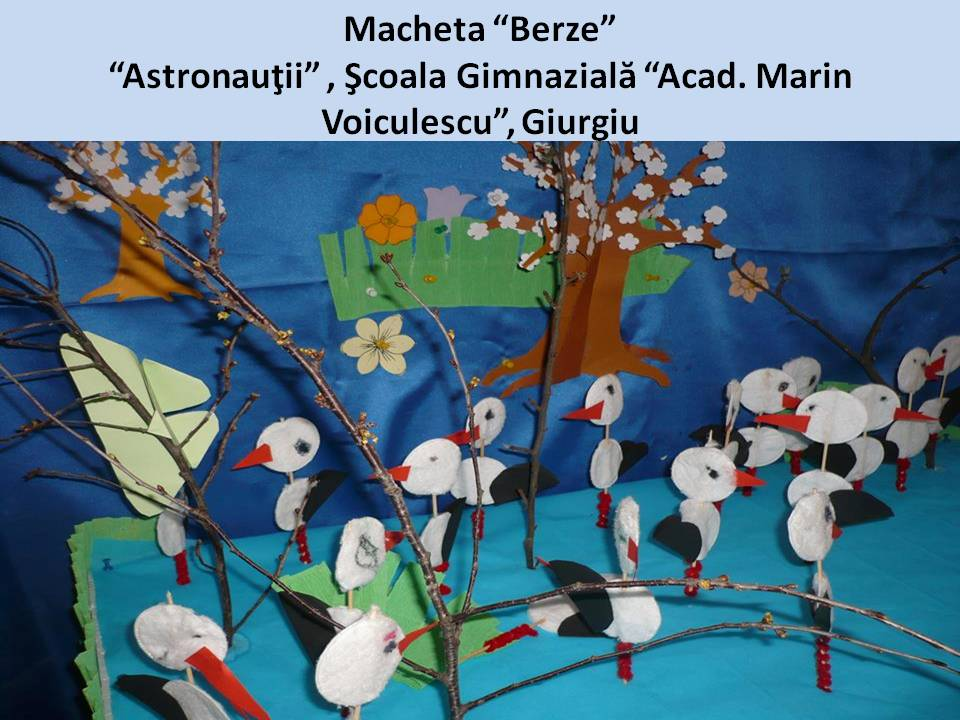 Macheta “Berze”
“Astronauţii” , Şcoala Gimnazială “Acad. Marin
Voiculescu”, Giurgiu